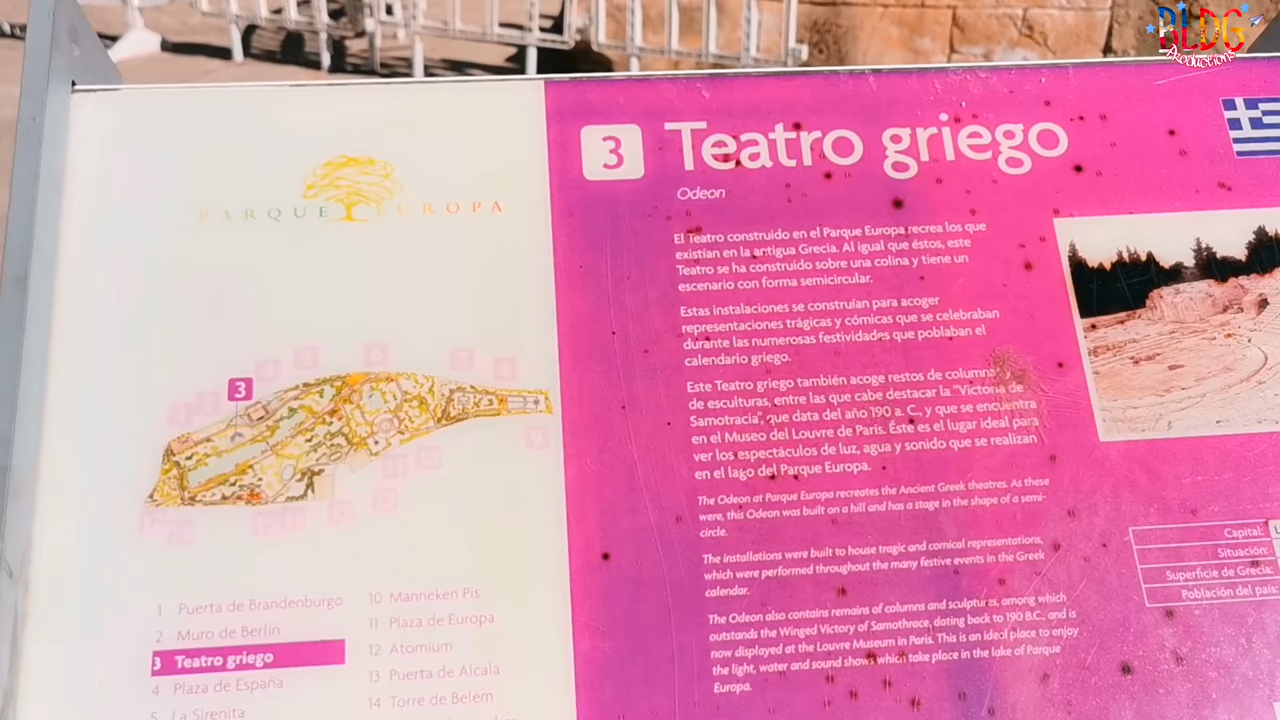 BLDG
Productions
PARQUE EUROPA
3
1 Puerta de Brandenburgo
2 Muro de Berlin
3 Teatro griego
4 Plaza de España
5 La Sirenita
10 Manneken Pis
11 Plaza de Europa
12 Atomium
13 Puerta de Alcalá
14 Torre de Belém
3 Teatro griego
Odeon
El Teatro construido en el Parque Europa recrea los que
existían en la antigua Grecia. Al igual que éstos, este
Teatro se ha construido sobre una colina y tiene un
escenario con forma semicircular.
Estas instalaciones se construían para acoger
representaciones trágicas y cómicas que se celebraban
durante las numerosas festividades que poblaban el
calendario griego.
Este Teatro griego también acoge restos de columnas
de esculturas, entre las que cabe destacar la "Victoria de
Samotracia", que data del año 190 a. C., y que se encuentra
en el Museo del Louvre de París. Éste es el lugar ideal para
ver los espectáculos de luz, agua y sonido que se realizan
en el lago del Parque Europa.
The Odeon at Parque Europa recreates the Ancient Greek theatres. As these
were, this Odeon was built on a hill and has a stage in the shape of a semi-
circle.
The installations were built to house tragic and comical representations,
which were performed throughout the many festive events in the Greek
calendar.
The Odeon also contains remains of columns and sculptures, among which
outstands the Winged Victory of Samothrace, dating back to 190 B.C., and is
now displayed at the Louvre Museum in Paris. This is an ideal place to enjoy
the light, water and sound shows which take place in the lake of Parque
Europa.
Capital:
Situación:
Superficie de Grecia:
Población del país: